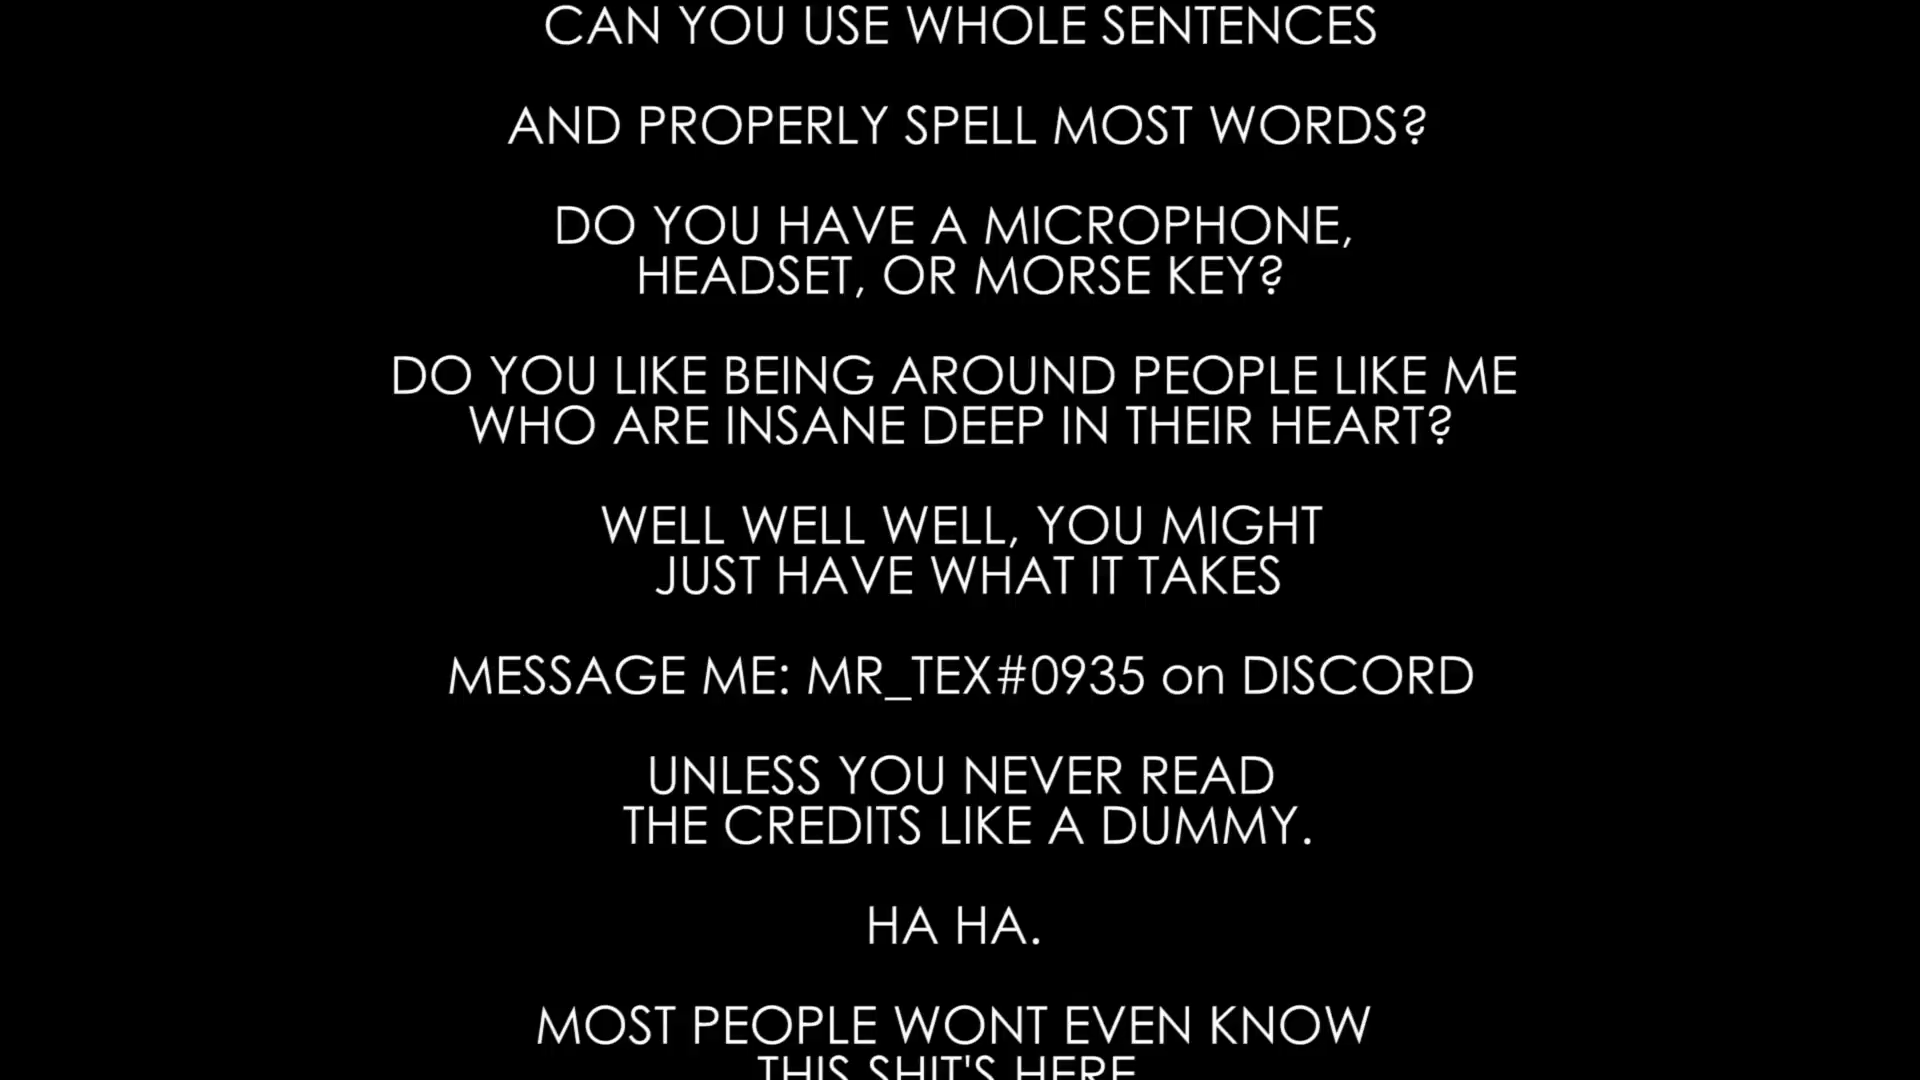 CAN YOU USE WHOLE SENTENCES
AND PROPERLY SPELL MOST WORDS?
DO YOU HAVE A MICROPHONE,
HEADSET, OR MORSE KEY?
DO YOU LIKE BEING AROUND PEOPLE LIKE ME
WHO ARE INSANE DEEP IN THEIR HEART?
WELL WELL WELL, YOU MIGHT
JUST HAVE WHAT IT TAKES
MESSAGE ME: MR_TEX#0935 on DISCORD
UNLESS YOU NEVER READ
THE CREDITS LIKE A DUMMY.
HA HA.
MOST PEOPLE WONT EVEN KNOW
THIS SHIT'S HERE